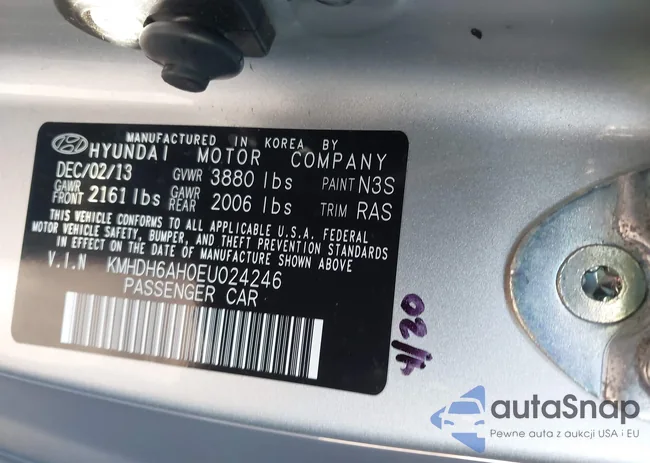 MANUFACTURED IN KOREA BY
HYUNDAI MOTOR COMPANY
DEC/02/13 GVWR 3880 lbs PAINT N3S
GAWR FRONT 2161 lbs GAWR REAR 2006 lbs TRIM RAS
THIS VEHICLE CONFORMS TO ALL APPLICABLE U.S.A. FEDERAL
MOTOR VEHICLE SAFETY, BUMPER, AND THEFT PREVENTION STANDARDS
IN EFFECT ON THE DATE OF MANUFACTURE SHOWN ABOVE.
V.I.N KMHDH6AH0EU024246
PASSENGER CAR
4/20
autaSnap
Pewne auta z aukcji USA i EU